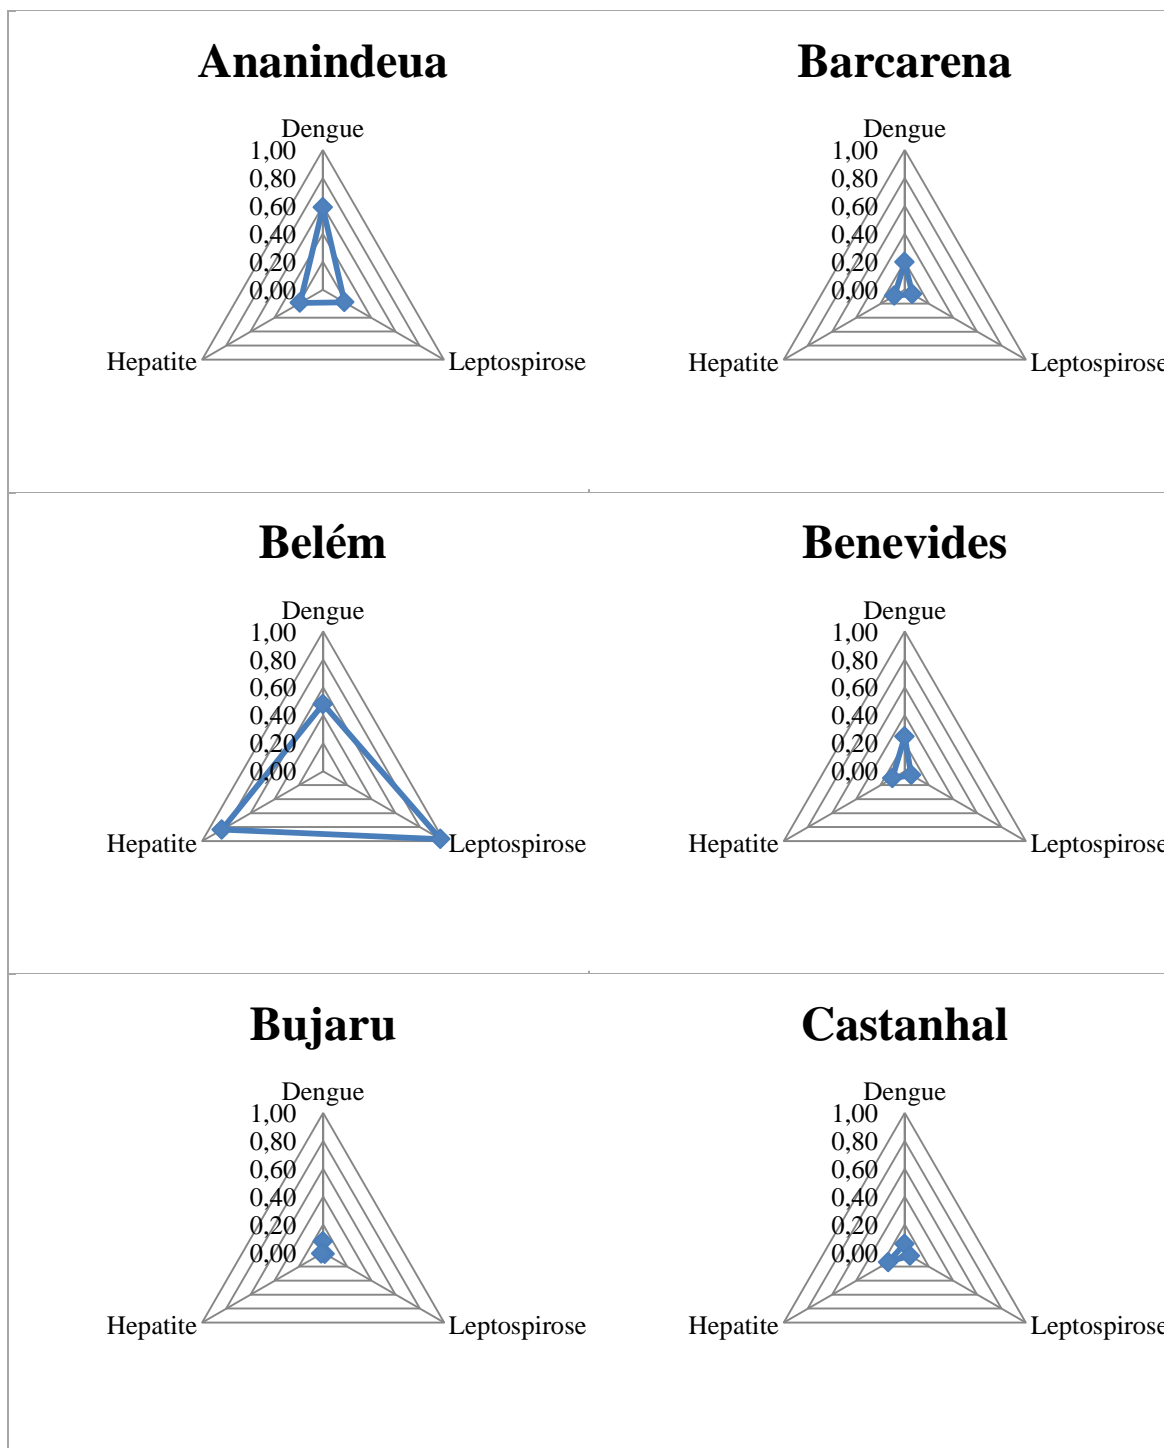 Ananindeua
Dengue
1,00
0,80
0,60
0,40
0,20
0,00
Hepatite
Leptospirose
Barcarena
Dengue
1,00
0,80
0,60
0,40
0,20
0,00
Hepatite
Leptospirose
Belém
Dengue
1,00
0,80
0,60
0,40
0,20
0,00
Hepatite
Leptospirose
Benevides
Dengue
1,00
0,80
0,60
0,40
0,20
0,00
Hepatite
Leptospirose
Bujaru
Dengue
1,00
0,80
0,60
0,40
0,20
0,00
Hepatite
Leptospirose
Castanhal
Dengue
1,00
0,80
0,60
0,40
0,20
0,00
Hepatite
Leptospirose